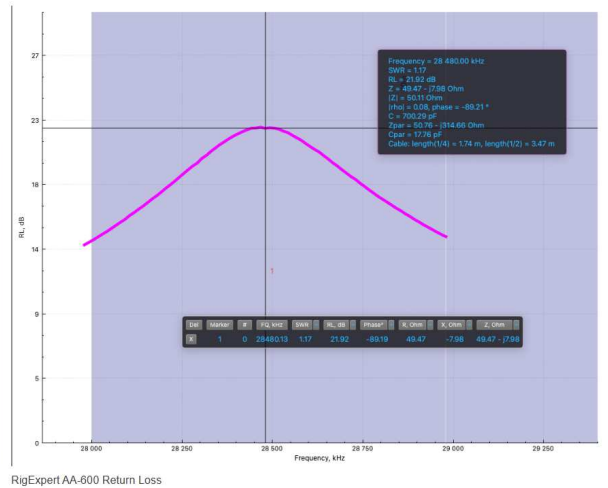 27
23
18
14
9
5
0
RL, dB
28 000
28 250
28 500
28 750
29 000
29 250
Frequency, kHz
Frequency = 28 480.00 kHz
SWR = 1.17
RL = 21.92 dB
Z = 49.47 - j7.98 Ohm
|Z| = 50.11 Ohm
|rho| = 0.08, phase = -89.21 °
C = 700.29 pF
Zpar = 50.76 - j314.66 Ohm
Cpar = 17.76 pF
Cable: length(1/4) = 1.74 m, length(1/2) = 3.47 m
1
Del Marker # FQ, kHz SWR RL, dB Phase° R, Ohm X, Ohm Z, Ohm
X 1 0 28480.13 1.17 21.92 -89.19 49.47 -7.98 49.47 - j7.98
RigExpert AA-600 Return Loss